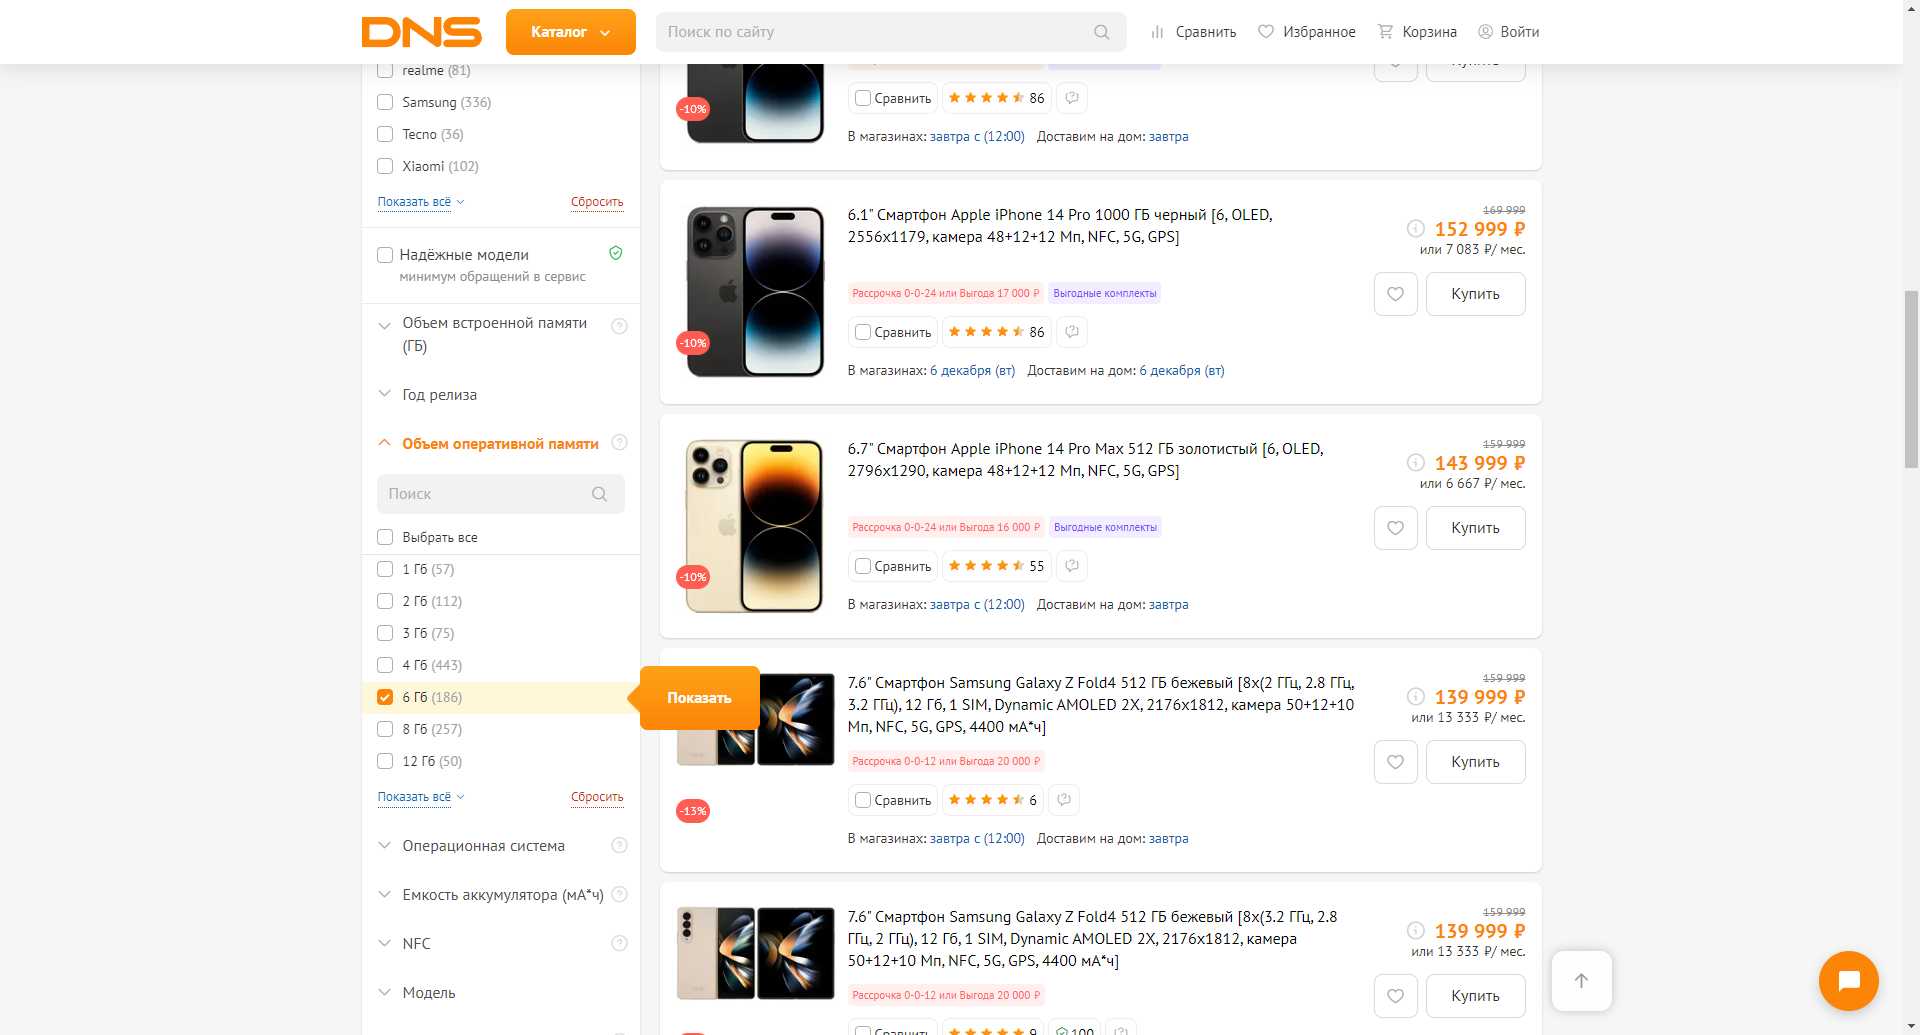 DNS
Каталог
Поиск по сайту
Сравнить
Избранное
Корзина
Войти
realme (81)
Samsung (336)
Tecno (36)
Xiaomi (102)
Показать всё
Сбросить
Надёжные модели
минимум обращений в сервис
Объем встроенной памяти
(ГБ)
Год релиза
Объем оперативной памяти
Поиск
Выбрать все
1 Гб (57)
2 Гб (112)
3 Гб (75)
4 Гб (443)
6 Гб (186)
Показать
8 Гб (257)
12 Гб (50)
Показать всё
Сбросить
Операционная система
Емкость аккумулятора (мА*ч)
NFC
Модель
-10%
Сравнить
86
В магазинах: завтра с (12:00) Доставим на дом: завтра
6.1" Смартфон Apple iPhone 14 Pro 1000 ГБ черный [6, OLED,
2556x1179, камера 48+12+12 Мп, NFC, 5G, GPS]
169 999
152 999 ₽
или 7 083 ₽/ мес.
Рассрочка 0-0-24 или Выгода 17 000 ₽
Выгодные комплекты
Купить
-10%
Сравнить
86
В магазинах: 6 декабря (вт) Доставим на дом: 6 декабря (вт)
6.7" Смартфон Apple iPhone 14 Pro Max 512 ГБ золотистый [6, OLED,
2796x1290, камера 48+12+12 Мп, NFC, 5G, GPS]
159 999
143 999 ₽
или 6 667 ₽/ мес.
Рассрочка 0-0-24 или Выгода 16 000 ₽
Выгодные комплекты
Купить
-10%
Сравнить
55
В магазинах: завтра с (12:00) Доставим на дом: завтра
7.6" Смартфон Samsung Galaxy Z Fold4 512 ГБ бежевый [8x(2 ГГц, 2.8 ГГц,
3.2 ГГц), 12 Гб, 1 SIM, Dynamic AMOLED 2X, 2176x1812, камера 50+12+10
Мп, NFC, 5G, GPS, 4400 мА*ч]
159 999
139 999 ₽
или 13 333 ₽/ мес.
Рассрочка 0-0-12 или Выгода 20 000 ₽
Купить
-13%
Сравнить
6
В магазинах: завтра с (12:00) Доставим на дом: завтра
7.6" Смартфон Samsung Galaxy Z Fold4 512 ГБ бежевый [8x(3.2 ГГц, 2.8
ГГц, 2 ГГц), 12 Гб, 1 SIM, Dynamic AMOLED 2X, 2176x1812, камера
50+12+10 Мп, NFC, 5G, GPS, 4400 мА*ч]
159 999
139 999 ₽
или 13 333 ₽/ мес.
Рассрочка 0-0-12 или Выгода 20 000 ₽
Купить
Сравнить
9
100